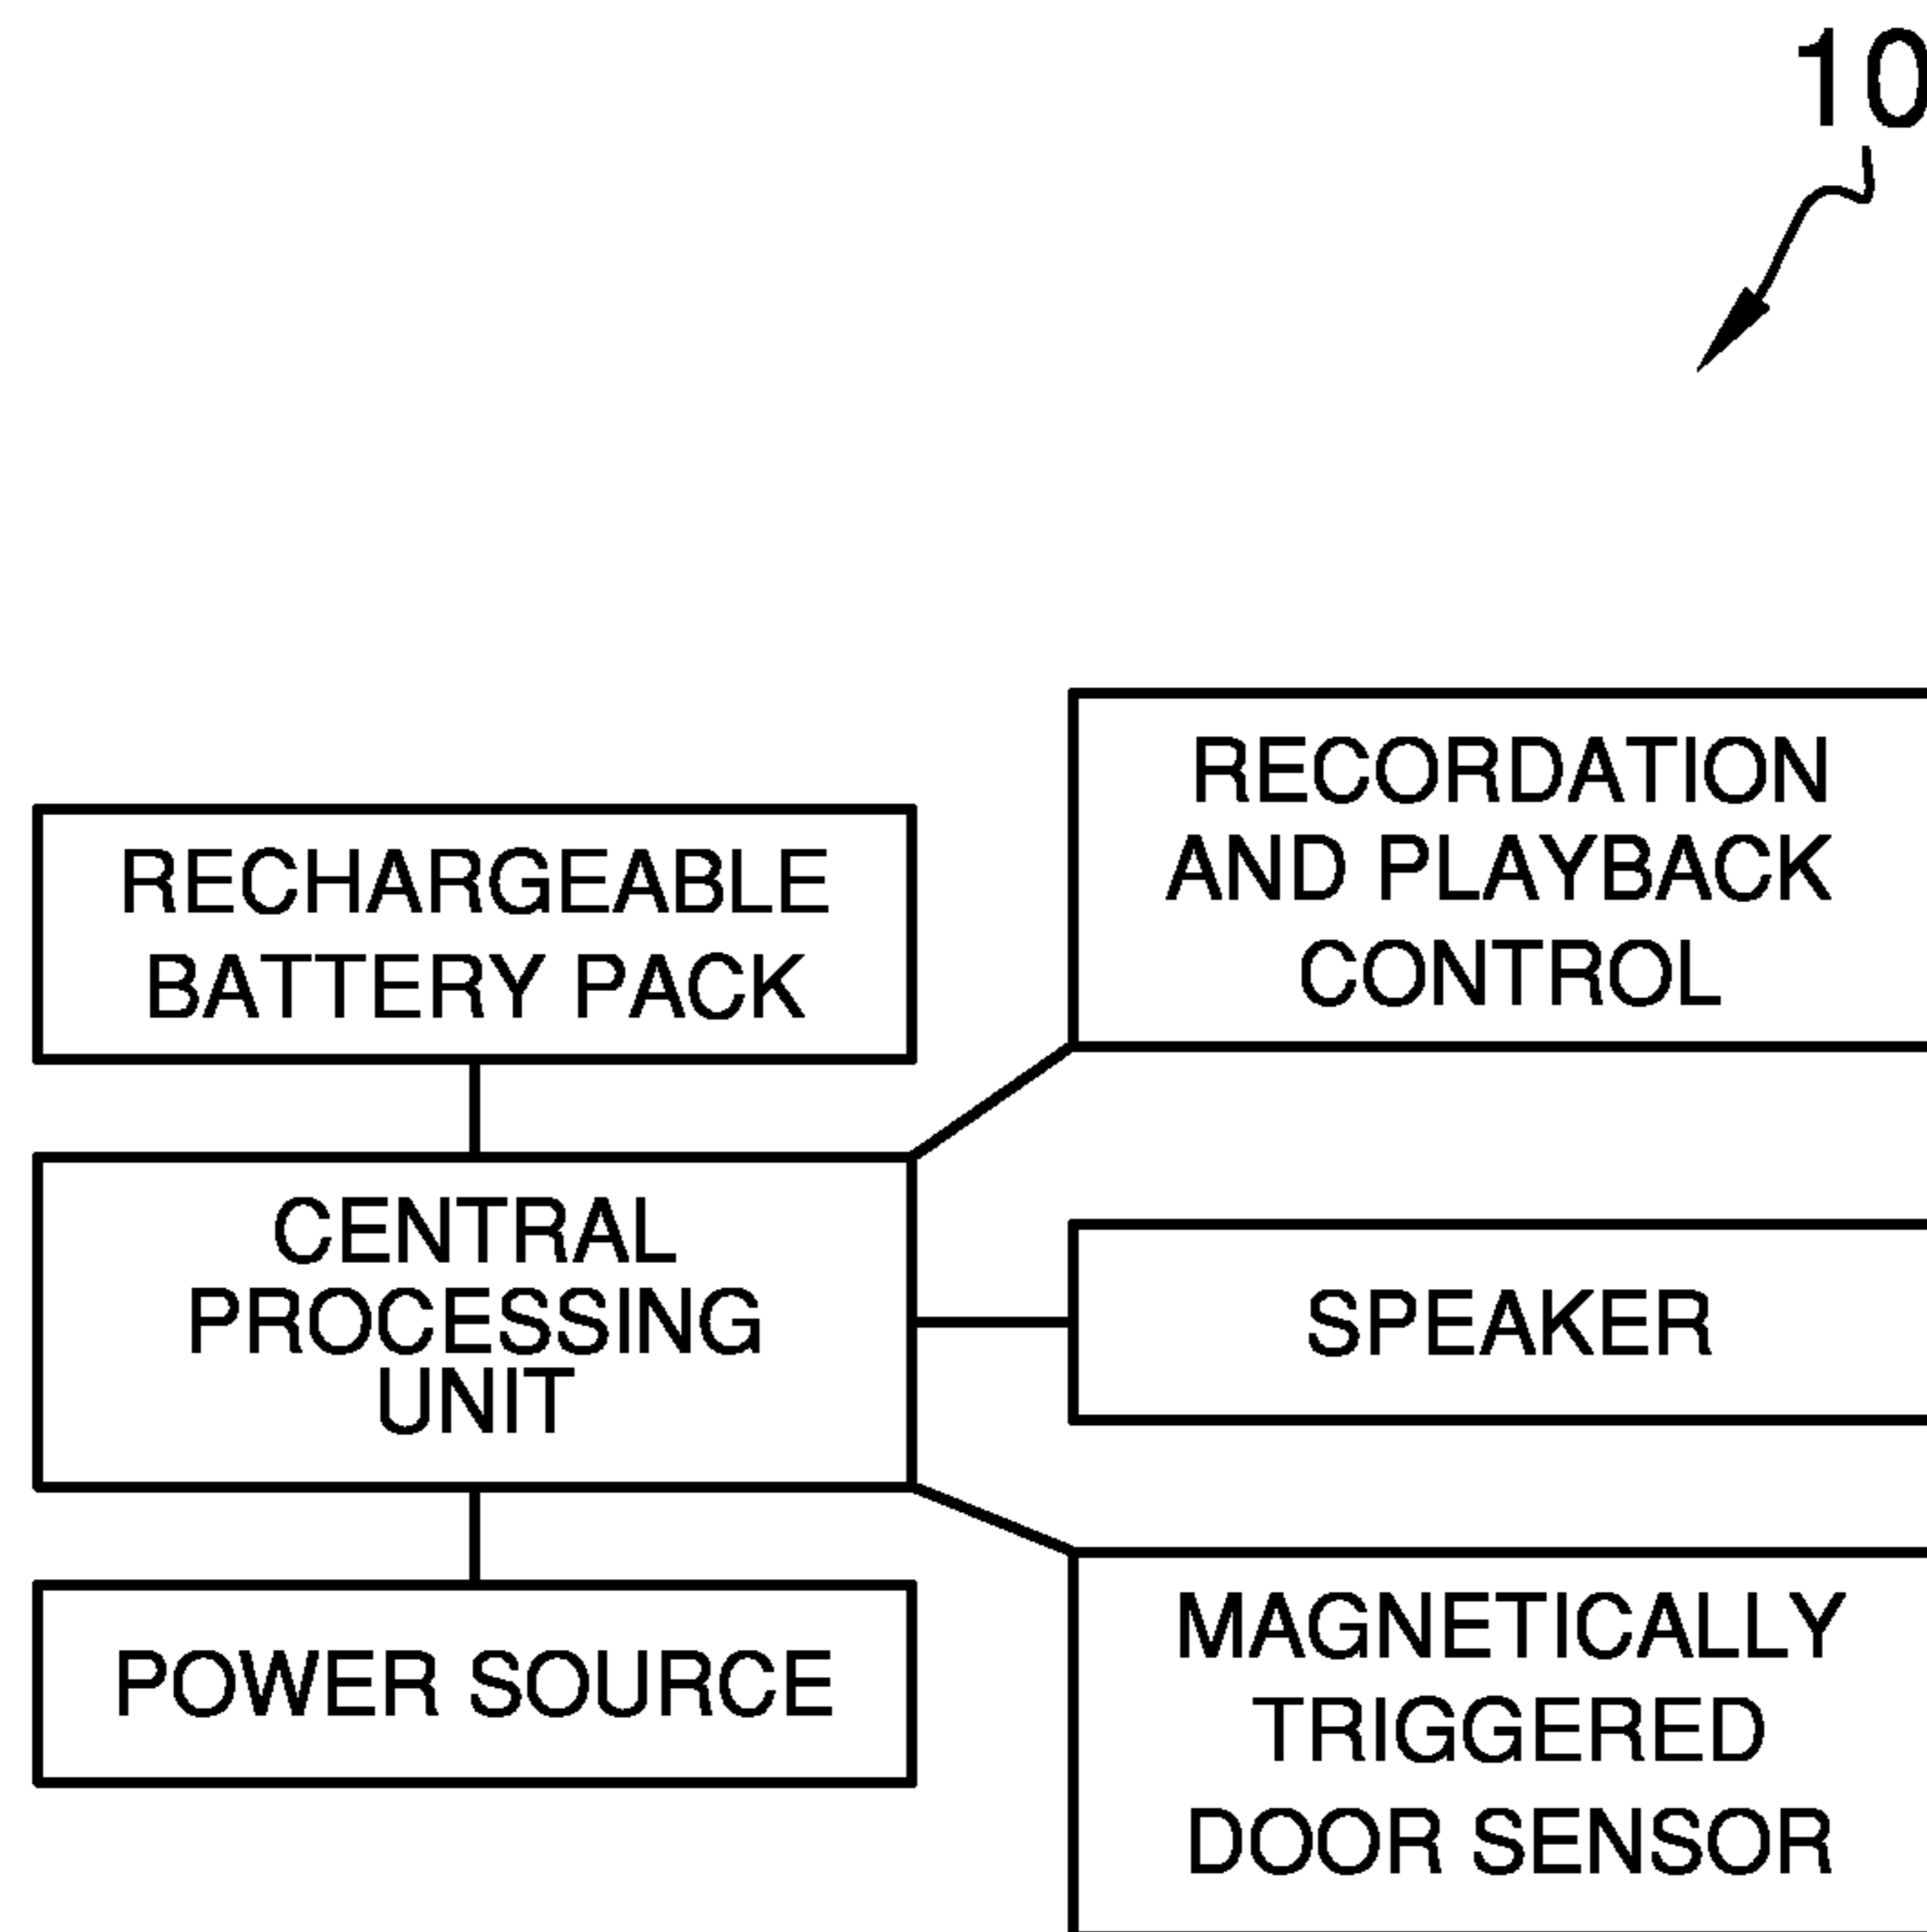 10
RECHARGEABLE
BATTERY PACK
CENTRAL
PROCESSING
UNIT
POWER SOURCE
RECORDATION
AND PLAYBACK
CONTROL
SPEAKER
MAGNETICALLY
TRIGGERED
DOOR SENSOR